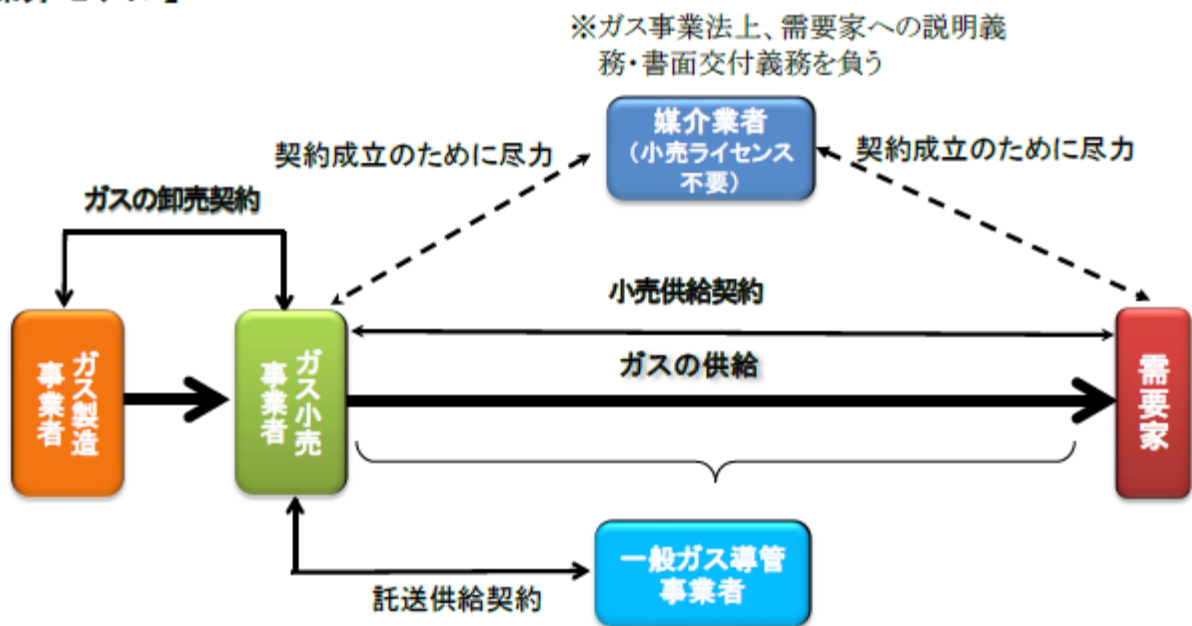 ※ガス事業法上、需要家への説明義
務・書面交付義務を負う
媒介業者
(小売ライセンス
不要)
契約成立のために尽力
契約成立のために尽力
ガスの卸売契約
小売供給契約
ガスの供給
ガス製造
事業者
ガス小売
事業者
需要家
一般ガス導管
事業者
託送供給契約